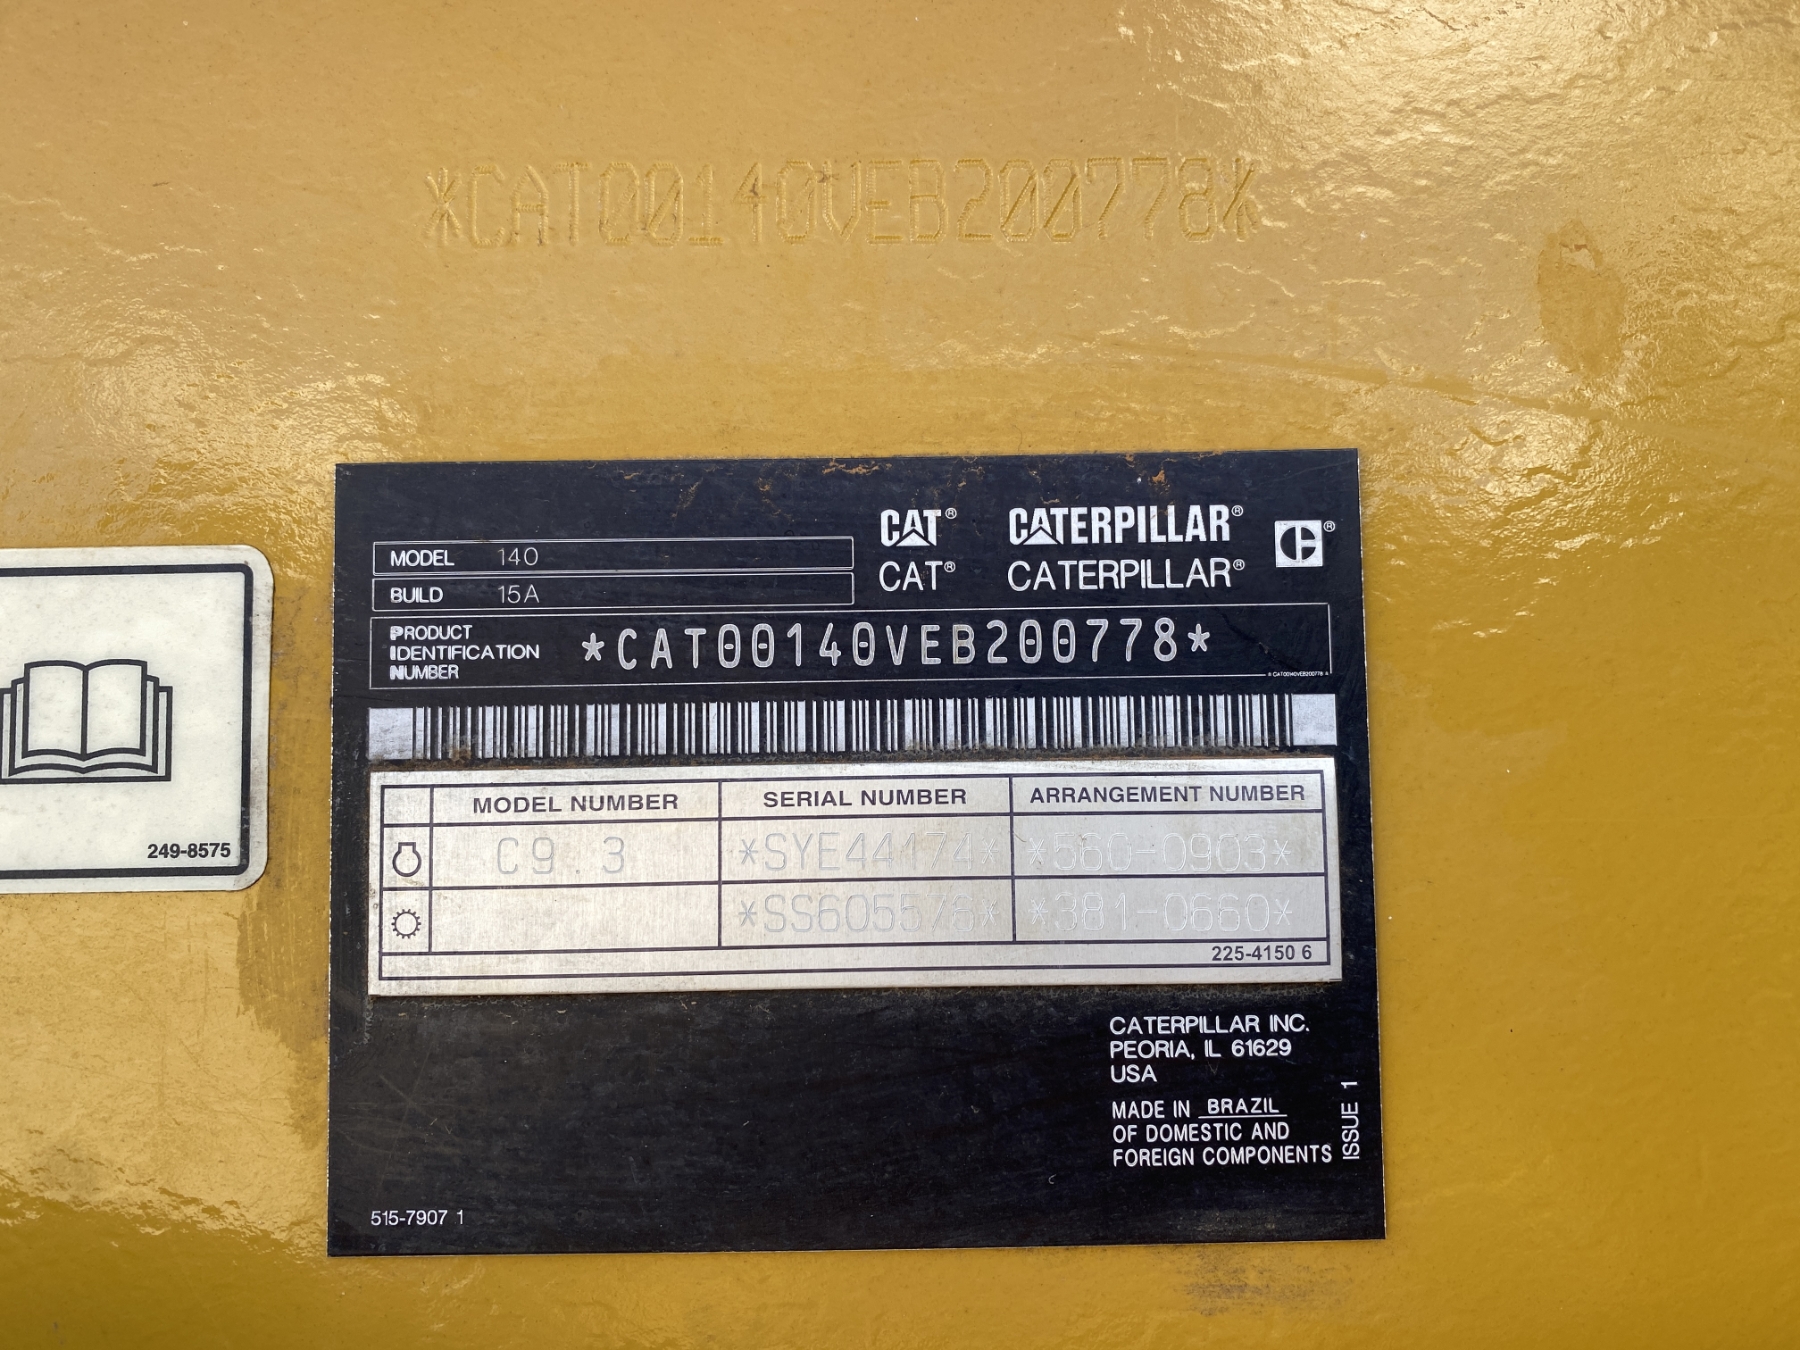 *CAT00140VEB200778*
CAT® CATERPILLAR®
CAT® CATERPILLAR®
MODEL 140
BUILD 15A
PRODUCT IDENTIFICATION NUMBER *CAT00140VEB200778*
*CAT00140VEB200778*
MODEL NUMBER SERIAL NUMBER ARRANGEMENT NUMBER
C9 3 *SYE44174* *560-0903*
*SS605576* *381-0660*
225-4150 6
249-8575
CATERPILLAR INC.
PEORIA, IL 61629
USA
MADE IN BRAZIL
OF DOMESTIC AND
FOREIGN COMPONENTS
ISSUE 1
515-7907 1